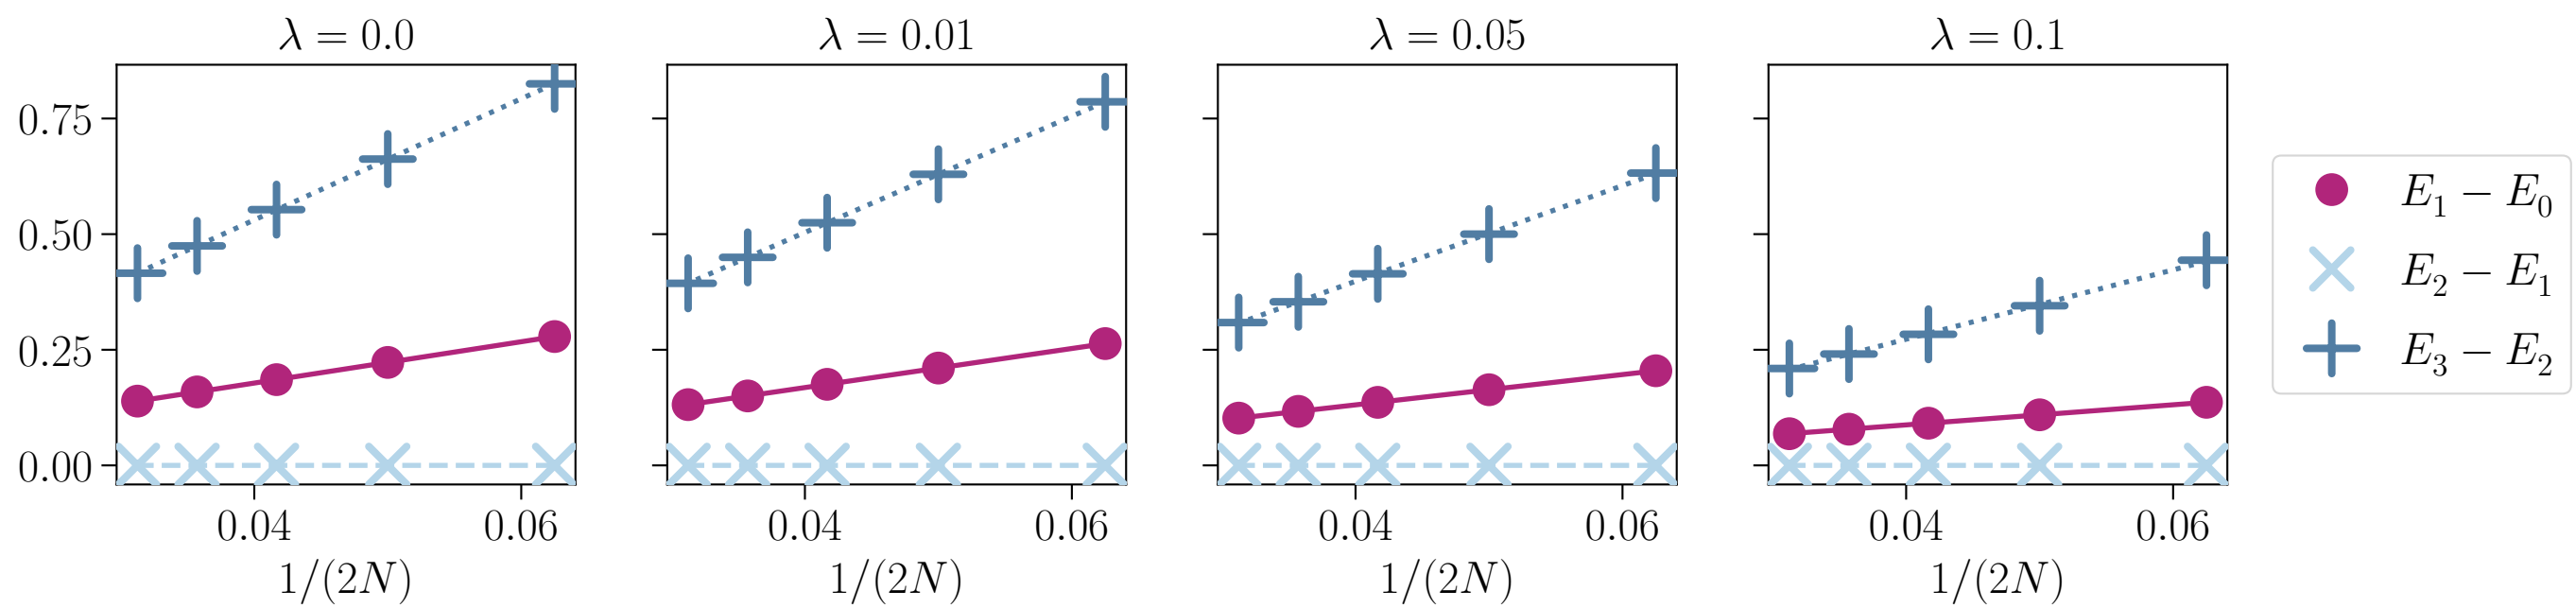 λ = 0.0
λ = 0.01
λ = 0.05
λ = 0.1
0.75
0.50
0.25
0.00
0.04 0.06
0.04 0.06
0.04 0.06
0.04 0.06
1/(2N)
1/(2N)
1/(2N)
1/(2N)
E₁ − E₀
E₂ − E₁
E₃ − E₂